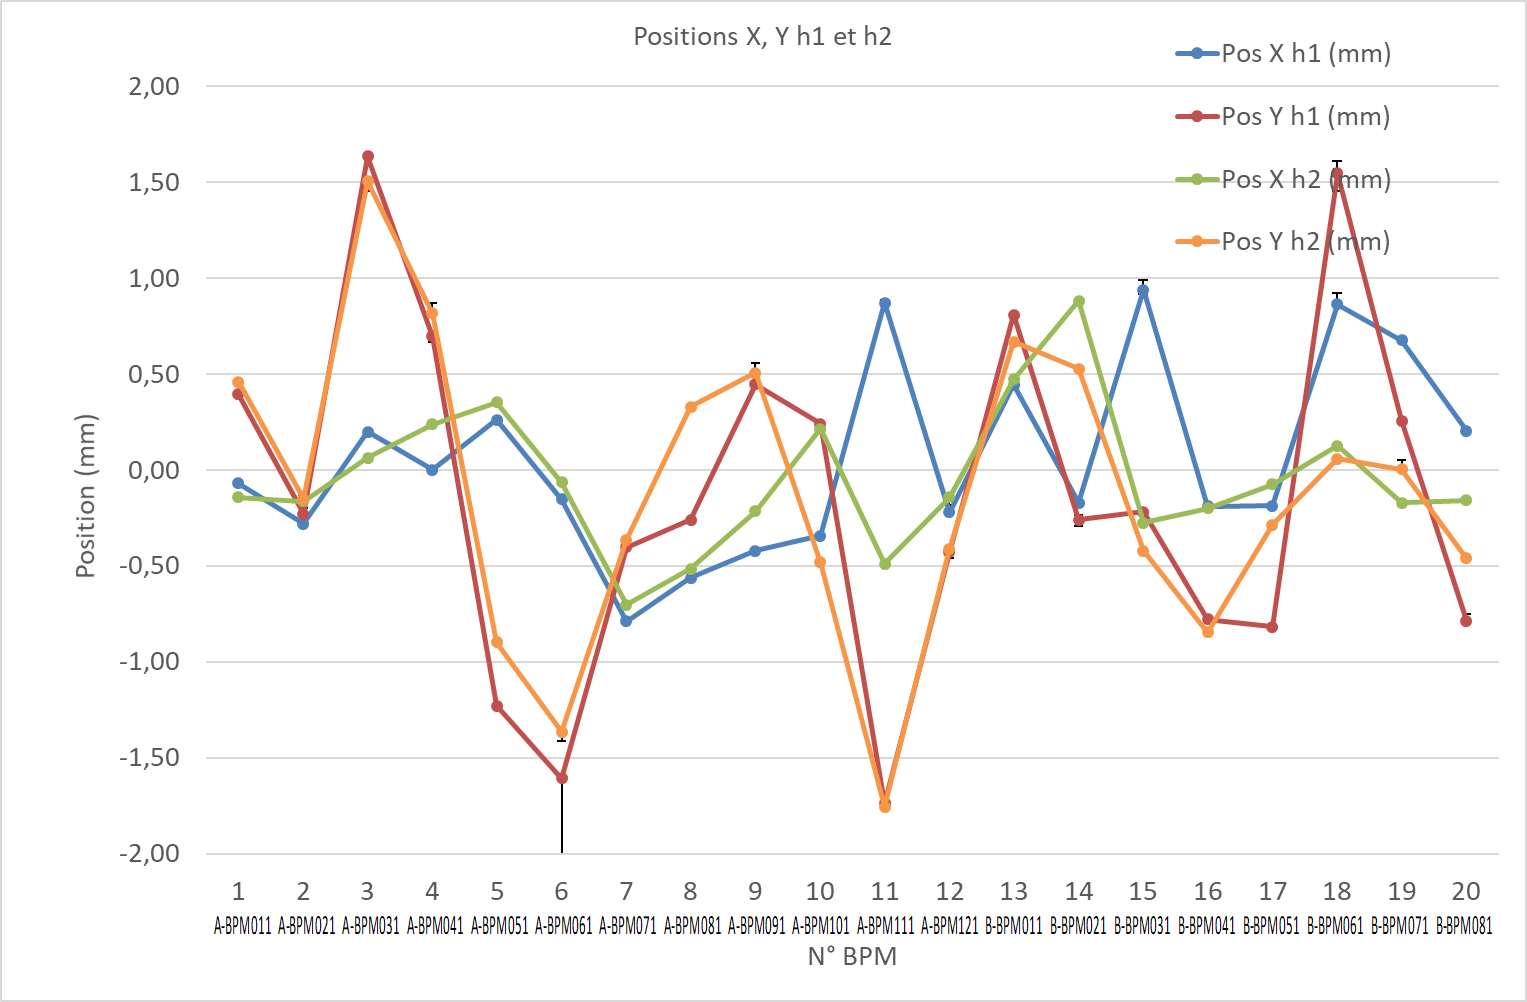 Positions X, Y h1 et h2
Pos X h1 (mm)
Pos Y h1 (mm)
Pos X h2 (mm)
Pos Y h2 (mm)
2,00
1,50
1,00
0,50
0,00
-0,50
-1,00
-1,50
-2,00
Position (mm)
1 2 3 4 5 6 7 8 9 10 11 12 13 14 15 16 17 18 19 20
A-BPM011 A-BPM021 A-BPM031 A-BPM041 A-BPM051 A-BPM061 A-BPM071 A-BPM081 A-BPM091 A-BPM101 A-BPM111 A-BPM121 B-BPM011 B-BPM021 B-BPM031 B-BPM041 B-BPM051 B-BPM061 B-BPM071 B-BPM081
N° BPM